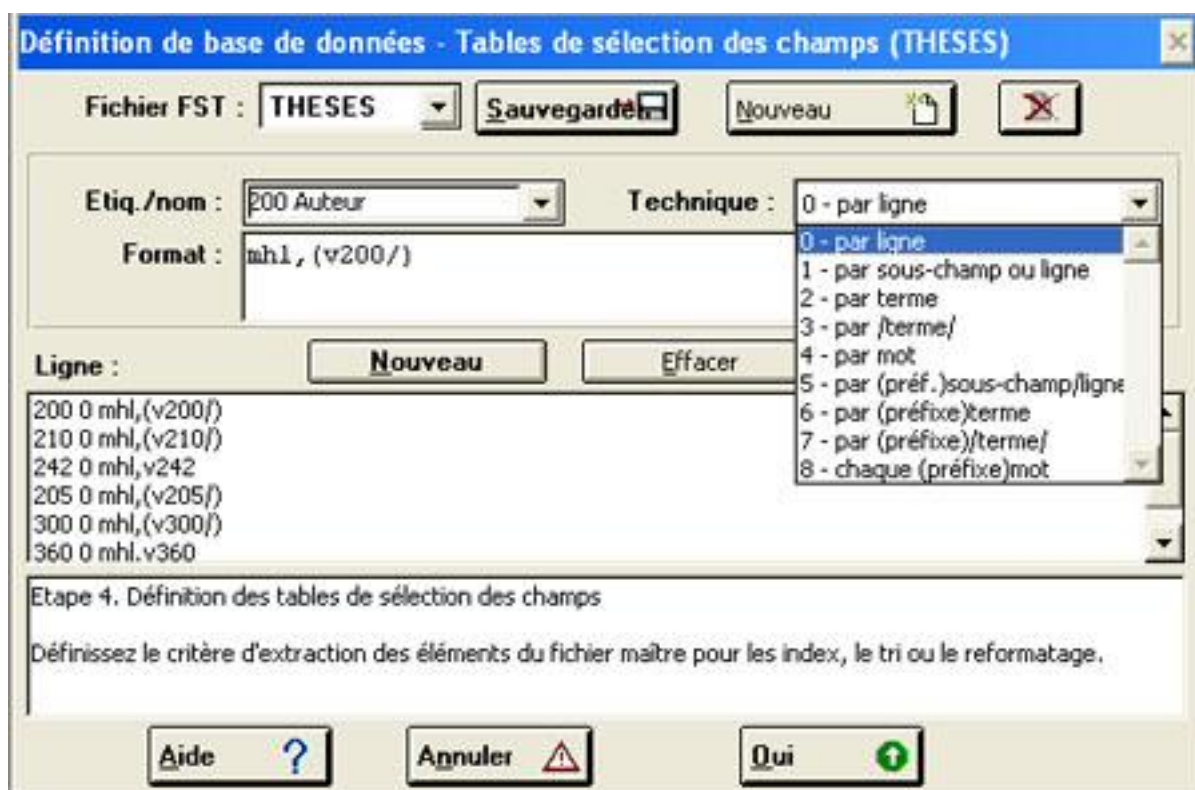 Définition de base de données - Tables de sélection des champs (THESES)
Fichier FST : THESES Sauvegarde Nouveau
Etiq./nom : 200 Auteur Technique : 0 - par ligne
Format : mhl,(v200/)
0 - par ligne
1 - par sous-champ ou ligne
2 - par terme
3 - par /terme/
4 - par mot
5 - par (préf.)sous-champ/ligne
6 - par (préfixe)terme
7 - par (préfixe)/terme/
8 - chaque (préfixe)mot
Ligne : Nouveau Effacer
200 0 mhl,(v200/)
210 0 mhl,(v210/)
242 0 mhl,v242
205 0 mhl,(v205/)
300 0 mhl,(v300/)
360 0 mhl.v360
Etape 4. Définition des tables de sélection des champs
Définissez le critère d'extraction des éléments du fichier maître pour les index, le tri ou le reformatage.
Aide ? Annuler Oui